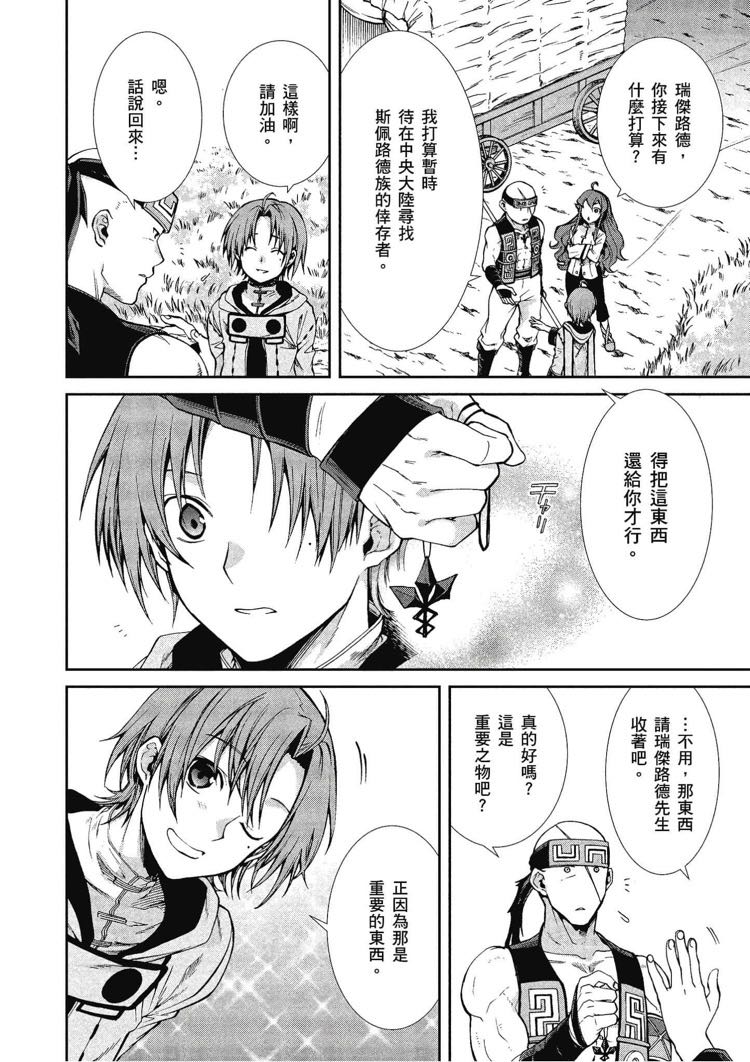 瑞傑路德，
你接下來有
什麼打算？
我打算暫時
待在中央大陸尋找
斯佩路德族的倖存者。
這樣啊，
請加油。
嗯。
話說回來…
得把這東西
還給你才行。
…不用，那東西
請瑞傑路德先生
收著吧。
真的好嗎？
這是
重要之物吧？
正因為那是
重要的東西。